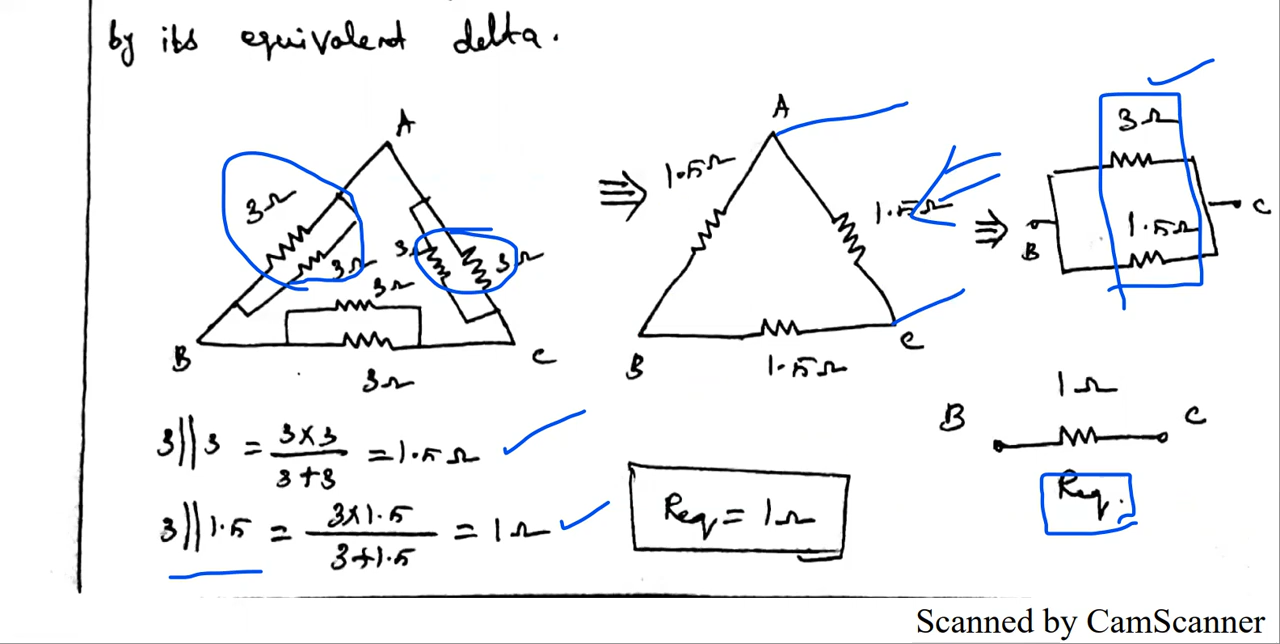 by its equivalent delta.
A
3Ω
3Ω
3Ω
3Ω
3Ω
3Ω
B
C
⇒
A
1.5Ω
1.5Ω
B
1.5Ω
C
⇒
3Ω
1.5Ω
B
C
3||3 = 3×3 / 3+3 = 1.5Ω
3||1.5 = 3×1.5 / 3+1.5 = 1Ω
Req = 1Ω
1Ω
B
C
Req.
Scanned by CamScanner